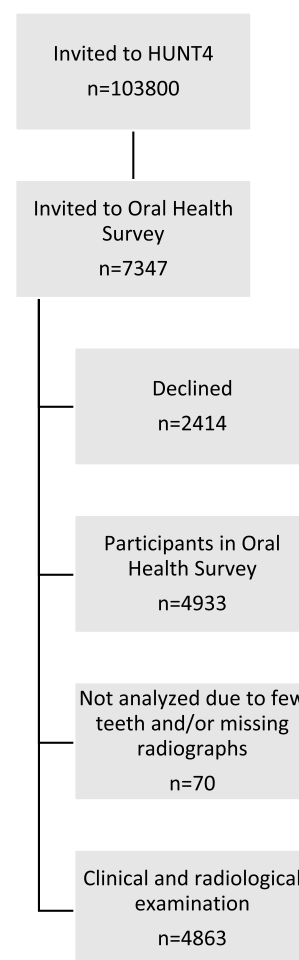 Invited to HUNT4
n=103800
Invited to Oral Health
Survey
n=7347
Declined
n=2414
Participants in Oral
Health Survey
n=4933
Not analyzed due to few
teeth and/or missing
radiographs
n=70
Clinical and radiological
examination
n=4863